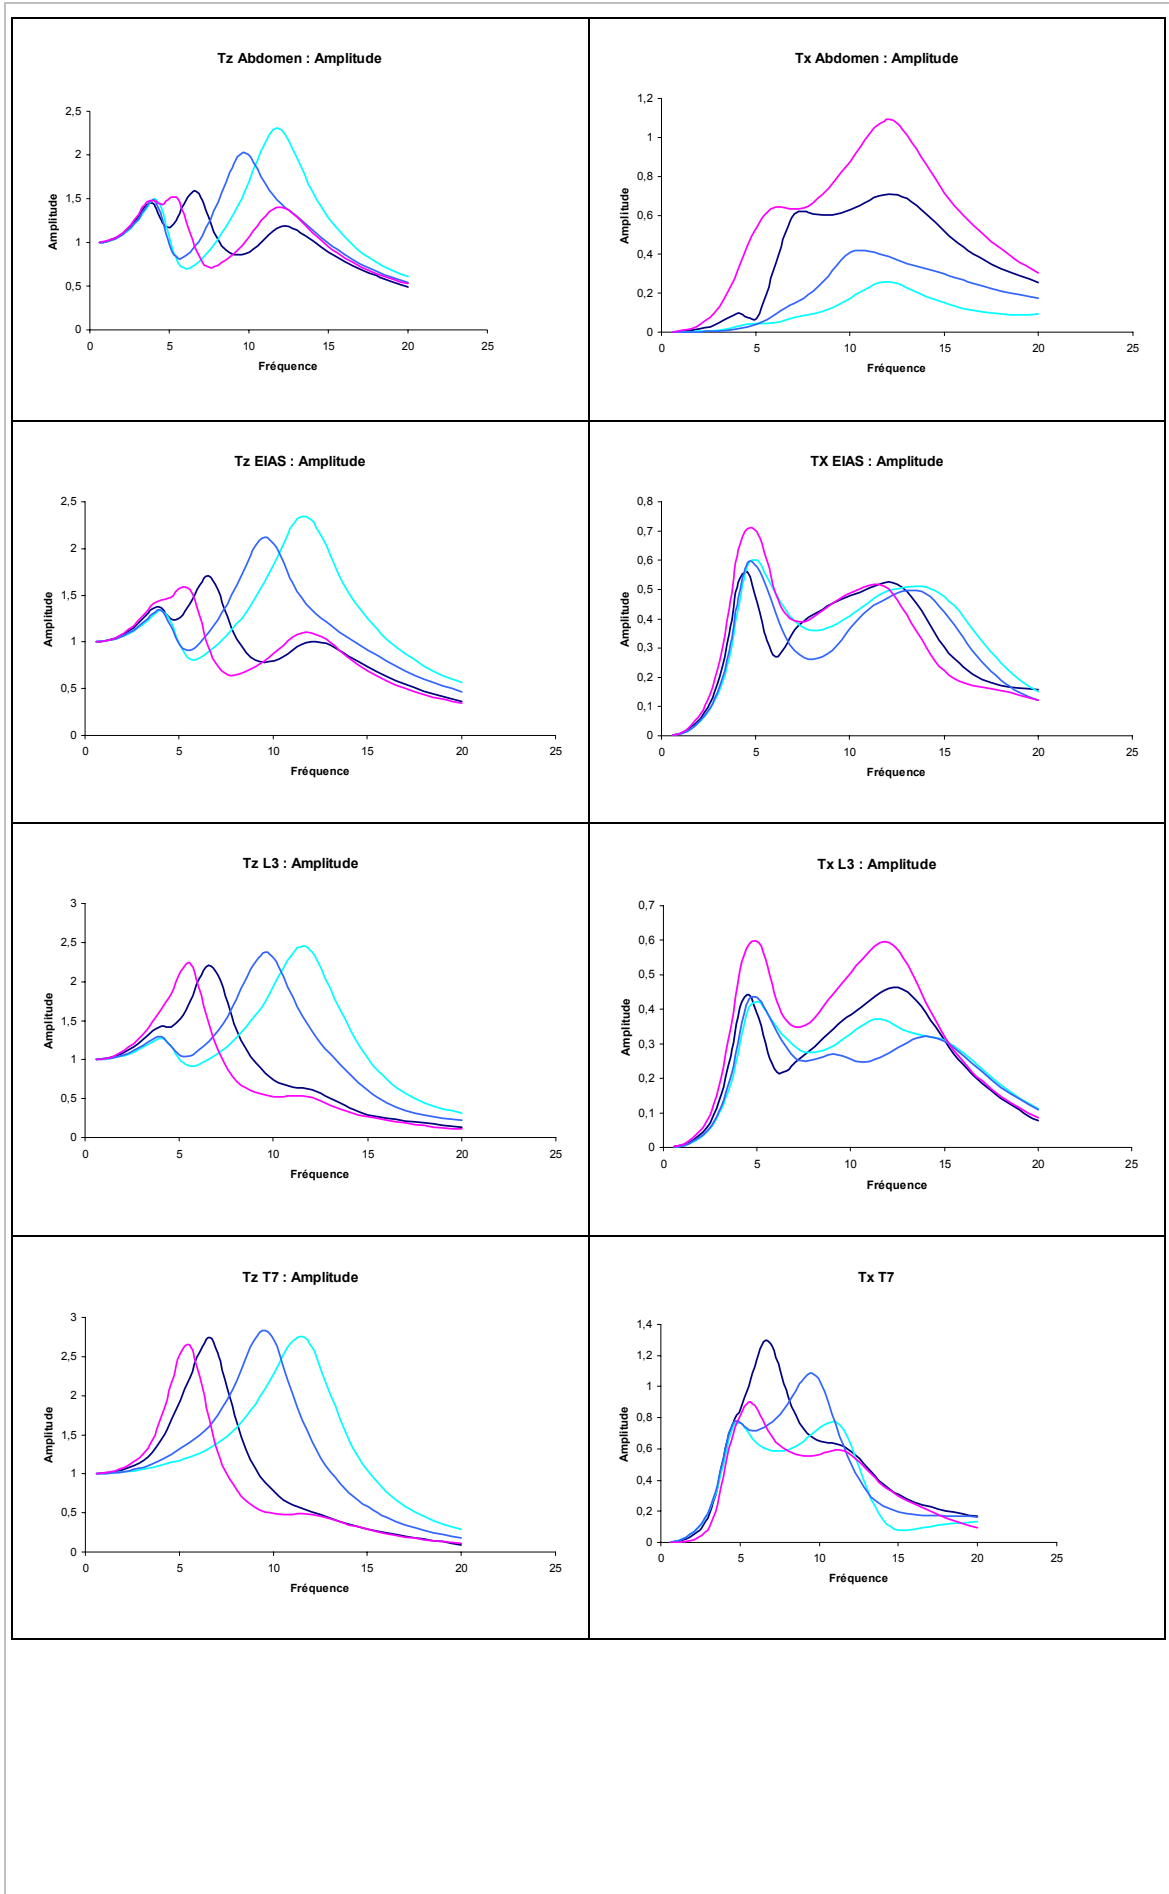 Tz Abdomen : Amplitude
2,5
2
1,5
1
0,5
0
Amplitude
0 5 10 15 20 25
Fréquence
Tx Abdomen : Amplitude
1,2
1
0,8
0,6
0,4
0,2
0
Amplitude
0 5 10 15 20 25
Fréquence
Tz EIAS : Amplitude
2,5
2
1,5
1
0,5
0
Amplitude
0 5 10 15 20 25
Fréquence
TX EIAS : Amplitude
0,8
0,7
0,6
0,5
0,4
0,3
0,2
0,1
0
Amplitude
0 5 10 15 20 25
Fréquence
Tz L3 : Amplitude
3
2,5
2
1,5
1
0,5
0
Amplitude
0 5 10 15 20 25
Fréquence
Tx L3 : Amplitude
0,7
0,6
0,5
0,4
0,3
0,2
0,1
0
Amplitude
0 5 10 15 20 25
Fréquence
Tz T7 : Amplitude
3
2,5
2
1,5
1
0,5
0
Amplitude
0 5 10 15 20 25
Fréquence
Tx T7
1,4
1,2
1
0,8
0,6
0,4
0,2
0
Amplitude
0 5 10 15 20 25
Fréquence